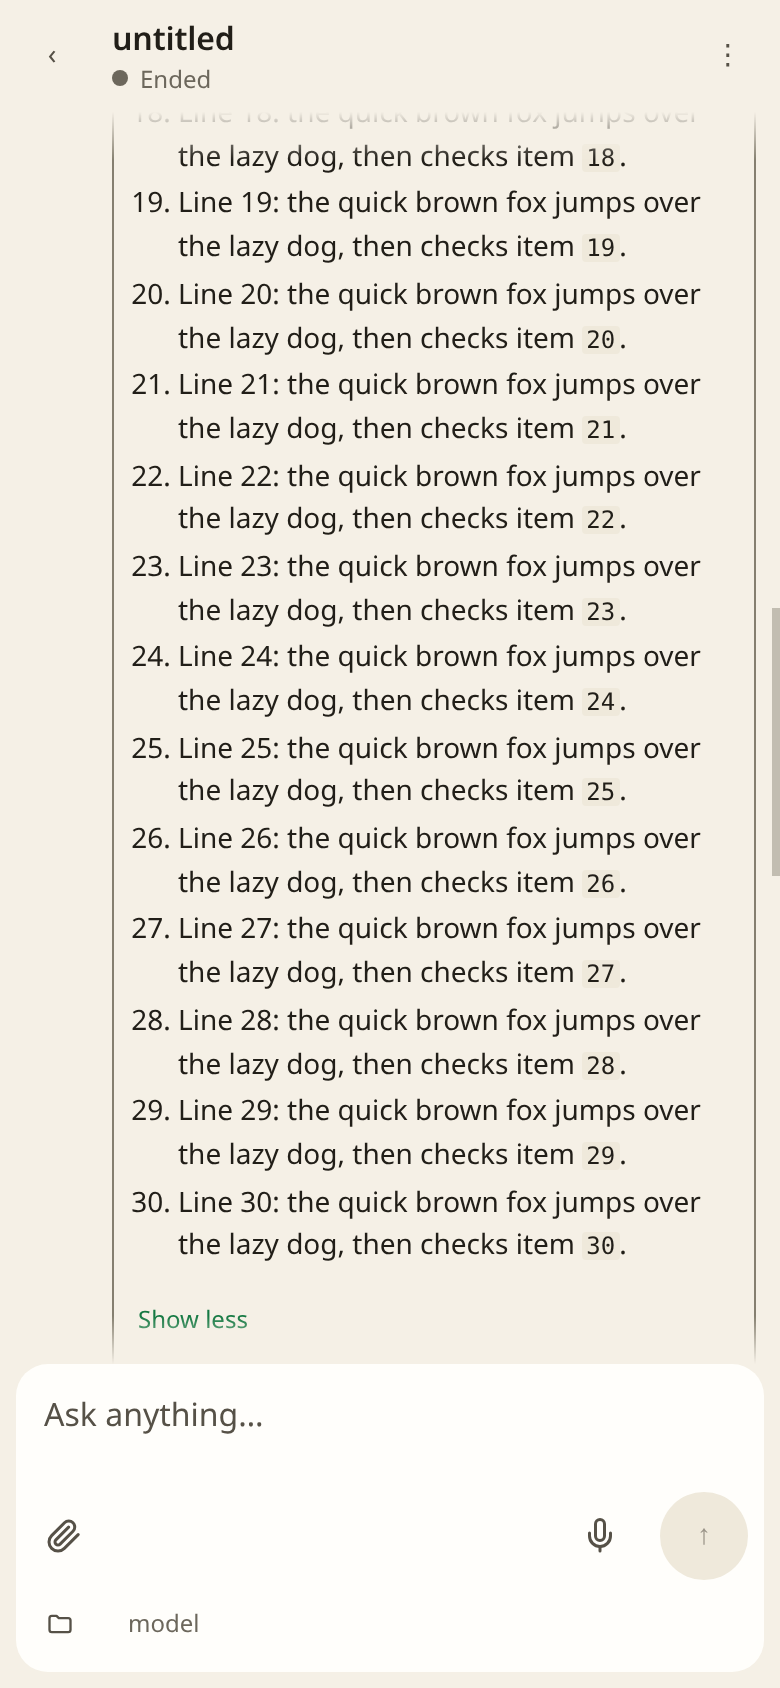 untitled
Ended
18. Line 18: the quick brown fox jumps over
the lazy dog, then checks item 18.
19. Line 19: the quick brown fox jumps over
the lazy dog, then checks item 19.
20. Line 20: the quick brown fox jumps over
the lazy dog, then checks item 20.
21. Line 21: the quick brown fox jumps over
the lazy dog, then checks item 21.
22. Line 22: the quick brown fox jumps over
the lazy dog, then checks item 22.
23. Line 23: the quick brown fox jumps over
the lazy dog, then checks item 23.
24. Line 24: the quick brown fox jumps over
the lazy dog, then checks item 24.
25. Line 25: the quick brown fox jumps over
the lazy dog, then checks item 25.
26. Line 26: the quick brown fox jumps over
the lazy dog, then checks item 26.
27. Line 27: the quick brown fox jumps over
the lazy dog, then checks item 27.
28. Line 28: the quick brown fox jumps over
the lazy dog, then checks item 28.
29. Line 29: the quick brown fox jumps over
the lazy dog, then checks item 29.
30. Line 30: the quick brown fox jumps over
the lazy dog, then checks item 30.
Show less
Ask anything...
model